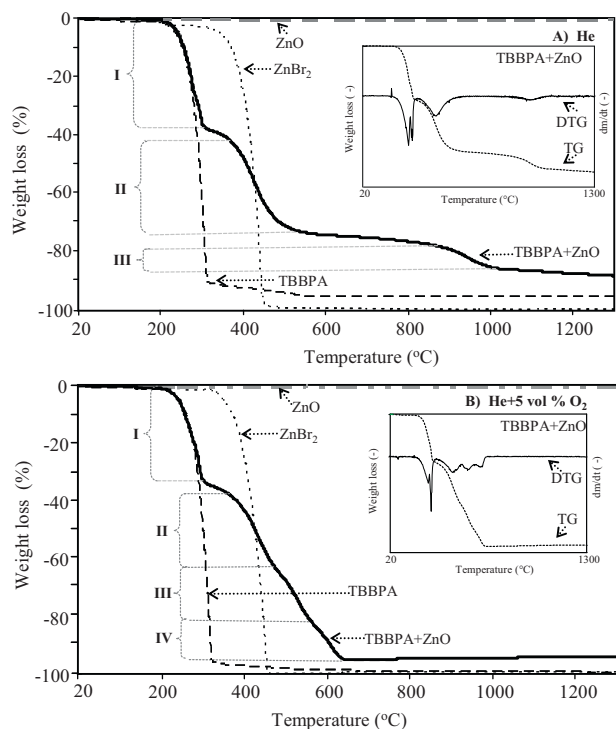 0
-20
-40
-60
-80
-100
Weight loss (%)
I
II
III
ZnO
ZnBr2
TBBPA
TBBPA+ZnO
A) He
TBBPA+ZnO
DTG
TG
Weight loss (-)
dm/dt (-)
20 1300
Temperature (°C)
20 200 400 600 800 1000 1200
Temperature (°C)
0
-20
-40
-60
-80
-100
Weight loss (%)
I
II
III
IV
ZnO
ZnBr2
TBBPA
TBBPA+ZnO
B) He+5 vol % O2
TBBPA+ZnO
DTG
TG
Weight loss (-)
dm/dt (-)
20 1300
Temperature (°C)
20 200 400 600 800 1000 1200
Temperature (°C)